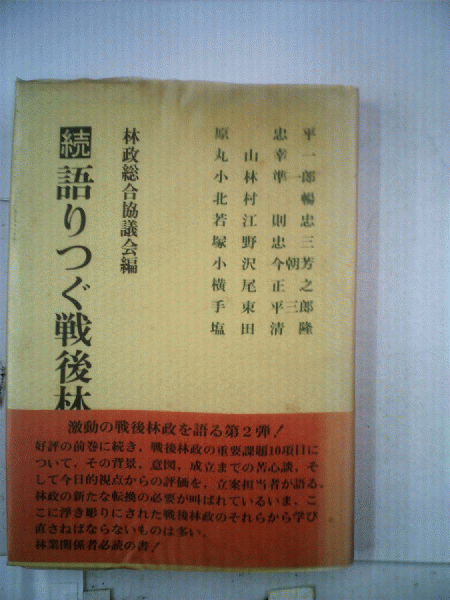 原忠平
丸山幸一
小林準一郎
北村暢
若江則忠
塚野忠三
小沢今朝芳
横尾正之
手束平三郎
塩田清隆
林政総合協議会編
続 語りつぐ戦後林
激動の戦後林政を語る第2弾!
好評の前巻に続き，戦後林政の重要課題10項目に
ついて，その背景，意図，成立までの苦心談，そ
して今日的視点からの評価を，立案担当者が語る。
林政の新たな転換の必要が叫ばれているいま，こ
こに浮き彫りにされた戦後林政のそれらから学び
直さねばならないものは多い。
林業関係者必読の書!